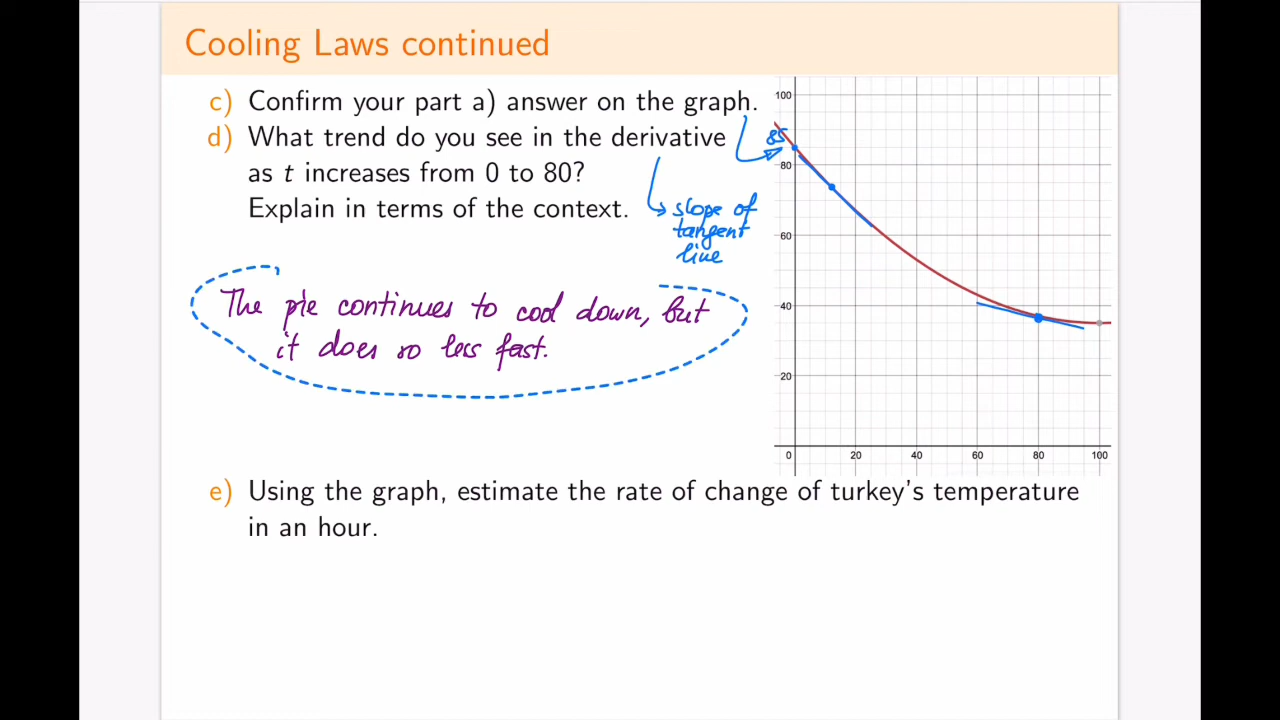 Cooling Laws continued
c) Confirm your part a) answer on the graph.
d) What trend do you see in the derivative
as t increases from 0 to 80?
Explain in terms of the context.
slope of
tangent
line
The pie continues to cool down, but
it does so less fast.
85
100
80
60
40
20
0 20 40 60 80 100
e) Using the graph, estimate the rate of change of turkey's temperature
in an hour.